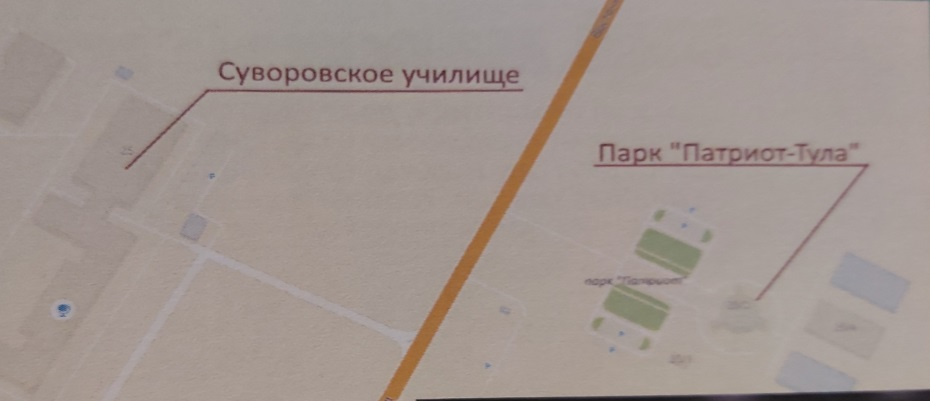 Суворовское училище
Парк "Патриот-Тула"
парк "Патриот"